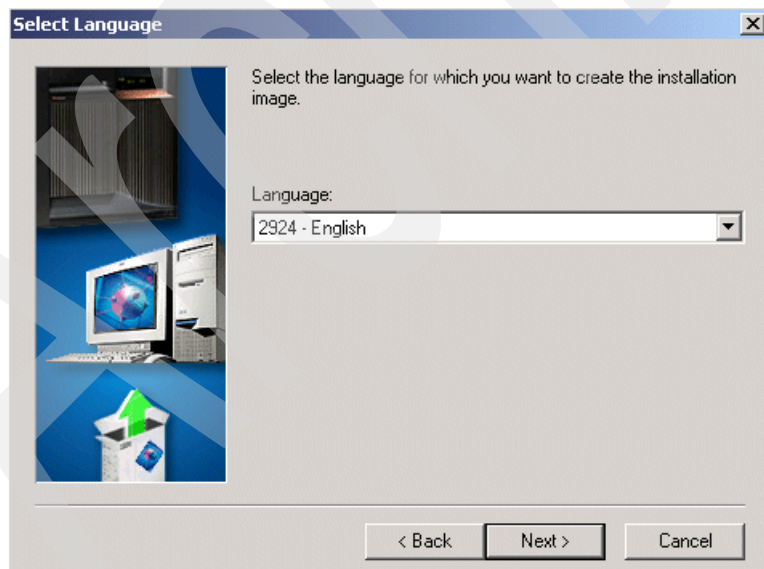 Select Language
Select the language for which you want to create the installation
image.
Language:
2924 - English
< Back
Next >
Cancel